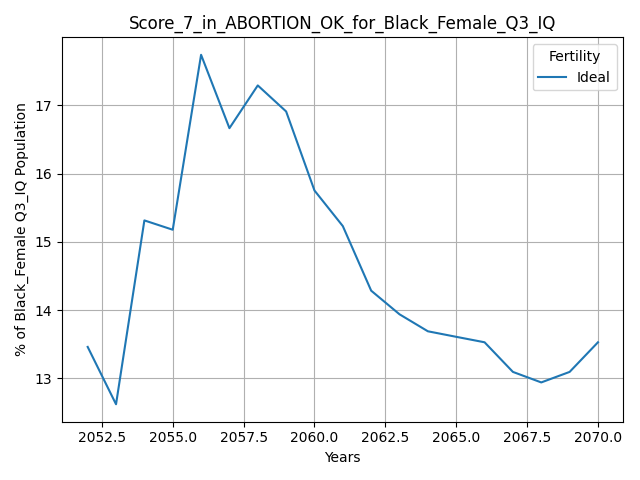 Score_7_in_ABORTION_OK_for_Black_Female_Q3_IQ
Fertility
Ideal
% of Black_Female Q3_IQ Population
17
16
15
14
13
2052.5 2055.0 2057.5 2060.0 2062.5 2065.0 2067.5 2070.0
Years